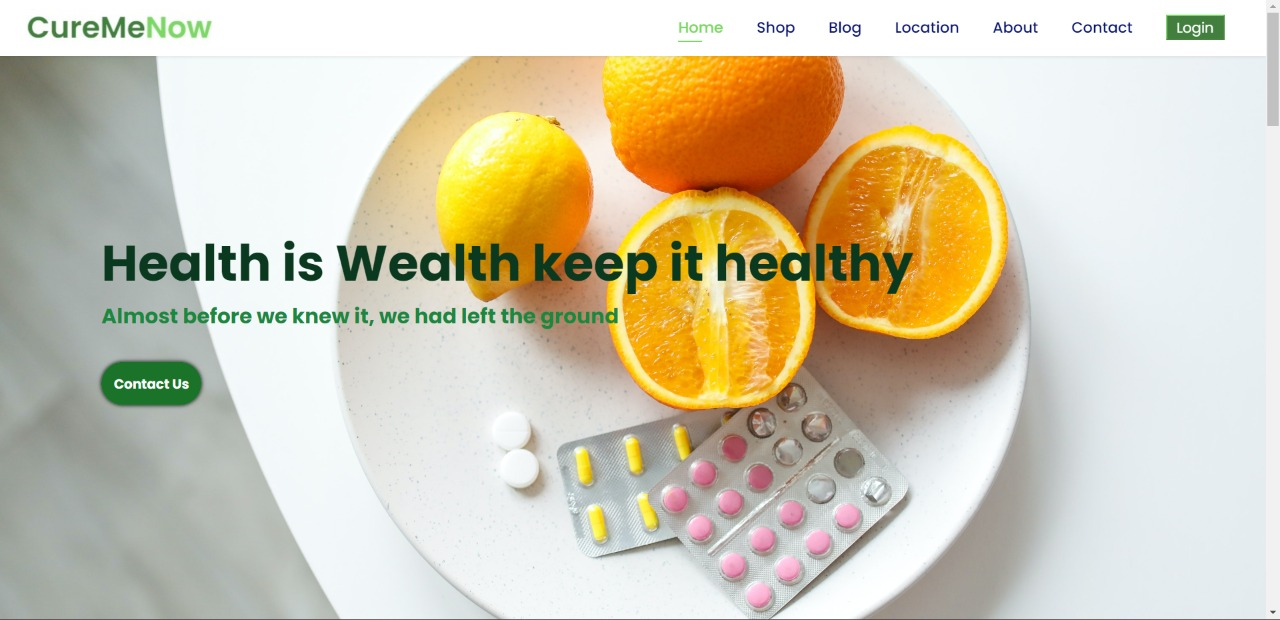 CureMeNow
Home Shop Blog Location About Contact Login
Health is Wealth keep it healthy
Almost before we knew it, we had left the ground
Contact Us